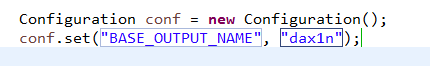 Configuration conf = new Configuration();
conf.set("BASE_OUTPUT_NAME", "dax1n");